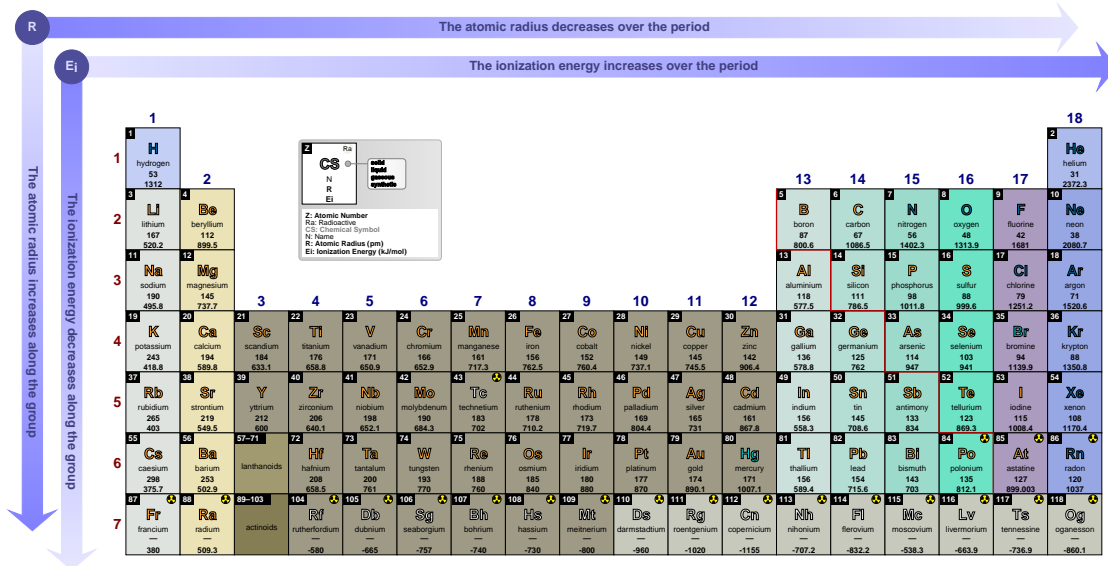 R
The atomic radius decreases over the period
Ei
The ionization energy increases over the period
The atomic radius increases along the group
The ionization energy decreases along the group
1 18
2 13 14 15 16 17
3 4 5 6 7 8 9 10 11 12
Z Ra
CS
N
R
Ei
solid
liquid
gaseous
synthetic
Z: Atomic Number
Ra: Radioactive
CS: Chemical Symbol
N: Name
R: Atomic Radius (pm)
Ei: Ionization Energy (kJ/mol)
1
1 H hydrogen 53 1312
2 He helium 31 2372.3
2
3 Li lithium 167 520.2
4 Be beryllium 112 899.5
5 B boron 87 800.6
6 C carbon 67 1086.5
7 N nitrogen 56 1402.3
8 O oxygen 48 1313.9
9 F fluorine 42 1681
10 Ne neon 38 2080.7
3
11 Na sodium 190 495.8
12 Mg magnesium 145 737.7
13 Al aluminium 118 577.5
14 Si silicon 111 786.5
15 P phosphorus 98 1011.8
16 S sulfur 88 999.6
17 Cl chlorine 79 1251.2
18 Ar argon 71 1520.6
4
19 K potassium 243 418.8
20 Ca calcium 194 589.8
21 Sc scandium 184 633.1
22 Ti titanium 176 658.8
23 V vanadium 171 650.9
24 Cr chromium 166 652.9
25 Mn manganese 161 717.3
26 Fe iron 156 762.5
27 Co cobalt 152 760.4
28 Ni nickel 149 737.1
29 Cu copper 145 745.5
30 Zn zinc 142 906.4
31 Ga gallium 136 578.8
32 Ge germanium 125 762
33 As arsenic 114 947
34 Se selenium 103 941
35 Br bromine 94 1139.9
36 Kr krypton 88 1350.8
5
37 Rb rubidium 265 403
38 Sr strontium 219 549.5
39 Y yttrium 212 600
40 Zr zirconium 206 640.1
41 Nb niobium 198 652.1
42 Mo molybdenum 190 684.3
43 Tc technetium 183 702
44 Ru ruthenium 178 710.2
45 Rh rhodium 173 719.7
46 Pd palladium 169 804.4
47 Ag silver 165 731
48 Cd cadmium 161 867.8
49 In indium 156 558.3
50 Sn tin 145 708.6
51 Sb antimony 133 834
52 Te tellurium 123 869.3
53 I iodine 115 1008.4
54 Xe xenon 108 1170.4
6
55 Cs caesium 298 375.7
56 Ba barium 253 502.9
57–71 lanthanoids
72 Hf hafnium 208 658.5
73 Ta tantalum 200 761
74 W tungsten 193 770
75 Re rhenium 188 760
76 Os osmium 185 840
77 Ir iridium 180 880
78 Pt platinum 177 870
79 Au gold 174 890.1
80 Hg mercury 171 1007.1
81 Tl thallium 156 589.4
82 Pb lead 154 715.6
83 Bi bismuth 143 703
84 Po polonium 135 812.1
85 At astatine 127 899.003
86 Rn radon 120 1037
7
87 Fr francium — 380
88 Ra radium — 509.3
89–103 actinoids
104 Rf rutherfordium — -580
105 Db dubnium — -665
106 Sg seaborgium — -757
107 Bh bohrium — -740
108 Hs hassium — -730
109 Mt meitnerium — -800
110 Ds darmstadtium — -960
111 Rg roentgenium — -1020
112 Cn copernicium — -1155
113 Nh nihonium — -707.2
114 Fl flerovium — -832.2
115 Mc moscovium — -538.3
116 Lv livermorium — -663.9
117 Ts tennessine — -736.9
118 Og oganesson — -860.1